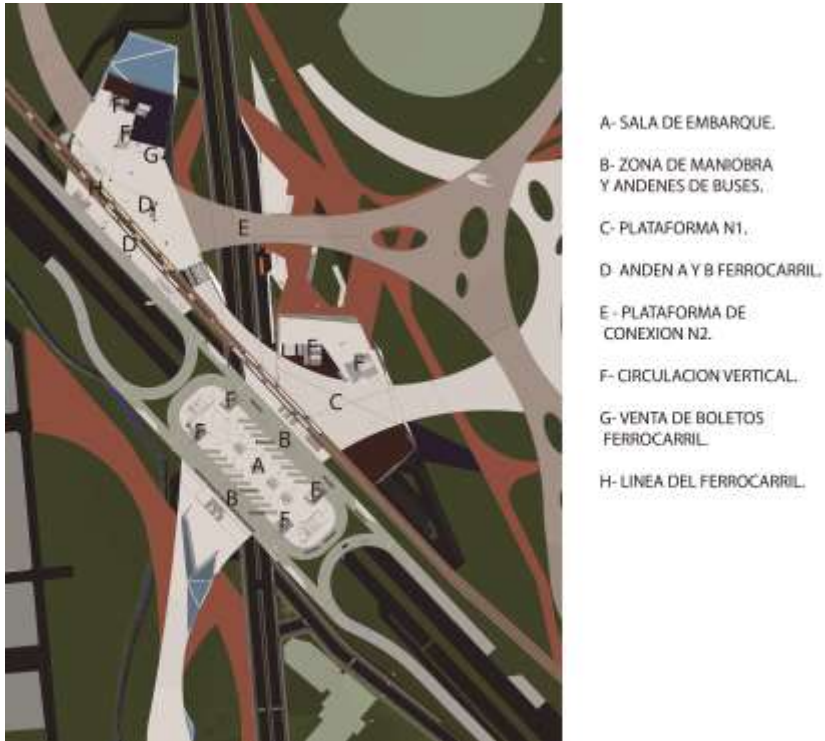 F
F
G
H
D
D
E
F
F
C
F
F
B
A
B
F
F
A- SALA DE EMBARQUE.
B- ZONA DE MANIOBRA
Y ANDENES DE BUSES.
C- PLATAFORMA N1.
D ANDEN A Y B FERROCARRIL.
E - PLATAFORMA DE
CONEXION N2.
F- CIRCULACION VERTICAL.
G- VENTA DE BOLETOS
FERROCARRIL.
H- LINEA DEL FERROCARRIL.